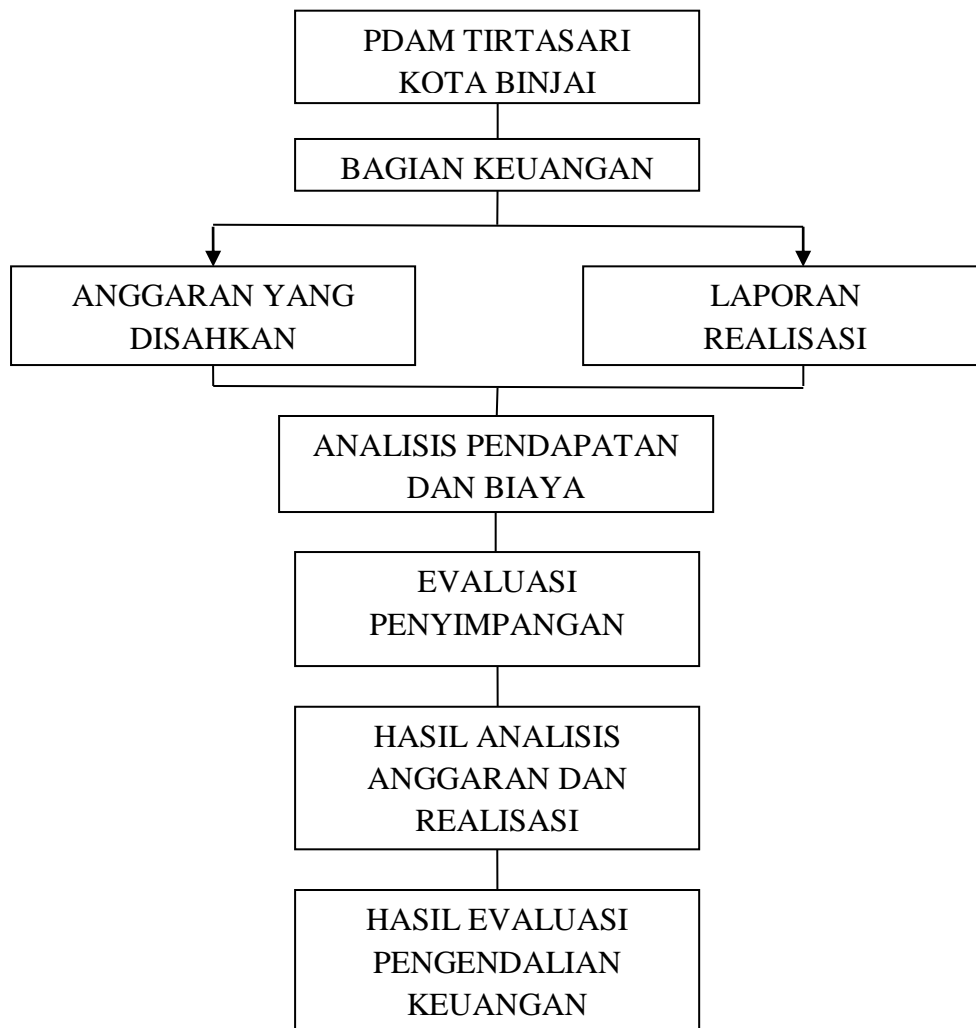 PDAM TIRTASARI
KOTA BINJAI
BAGIAN KEUANGAN
ANGGARAN YANG
DISAHKAN
LAPORAN
REALISASI
ANALISIS PENDAPATAN
DAN BIAYA
EVALUASI
PENYIMPANGAN
HASIL ANALISIS
ANGGARAN DAN
REALISASI
HASIL EVALUASI
PENGENDALIAN
KEUANGAN